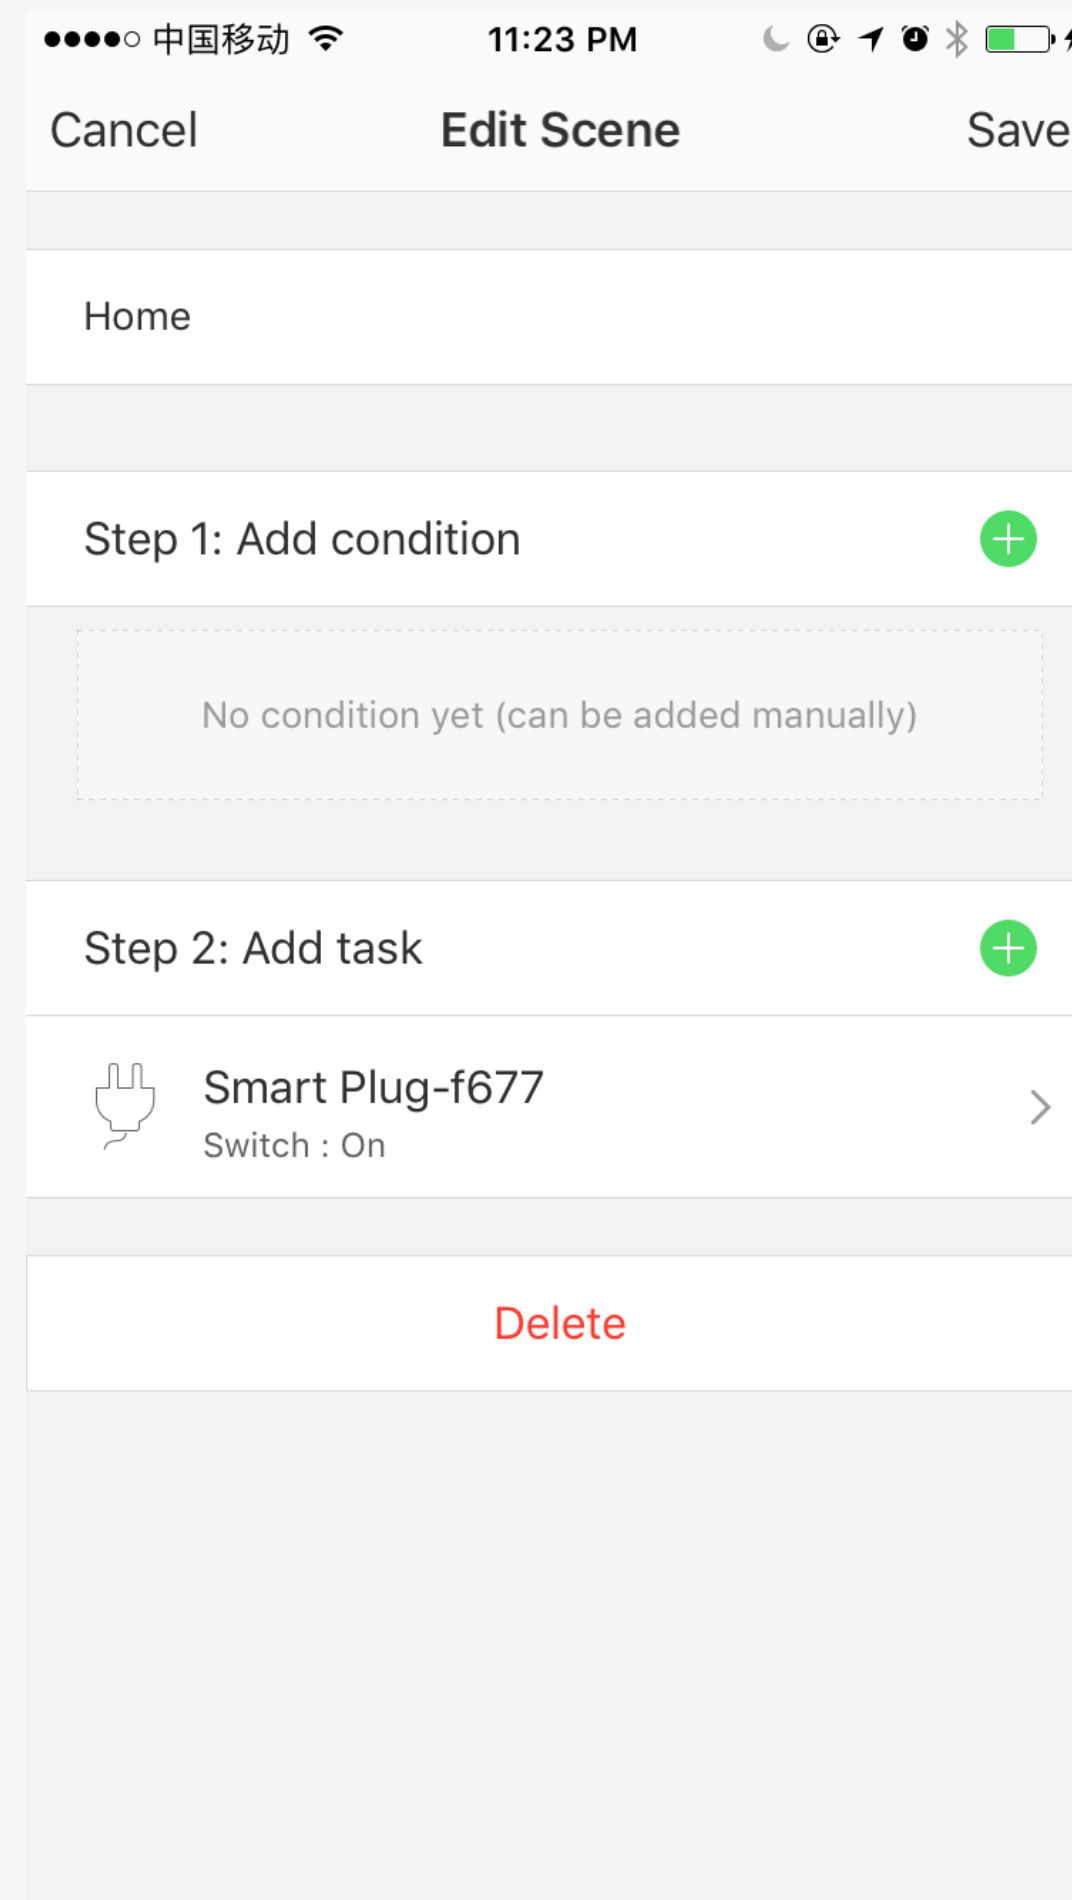 中国移动 11:23 PM
Cancel Edit Scene Save
Home
Step 1: Add condition
No condition yet (can be added manually)
Step 2: Add task
Smart Plug-f677
Switch : On
Delete